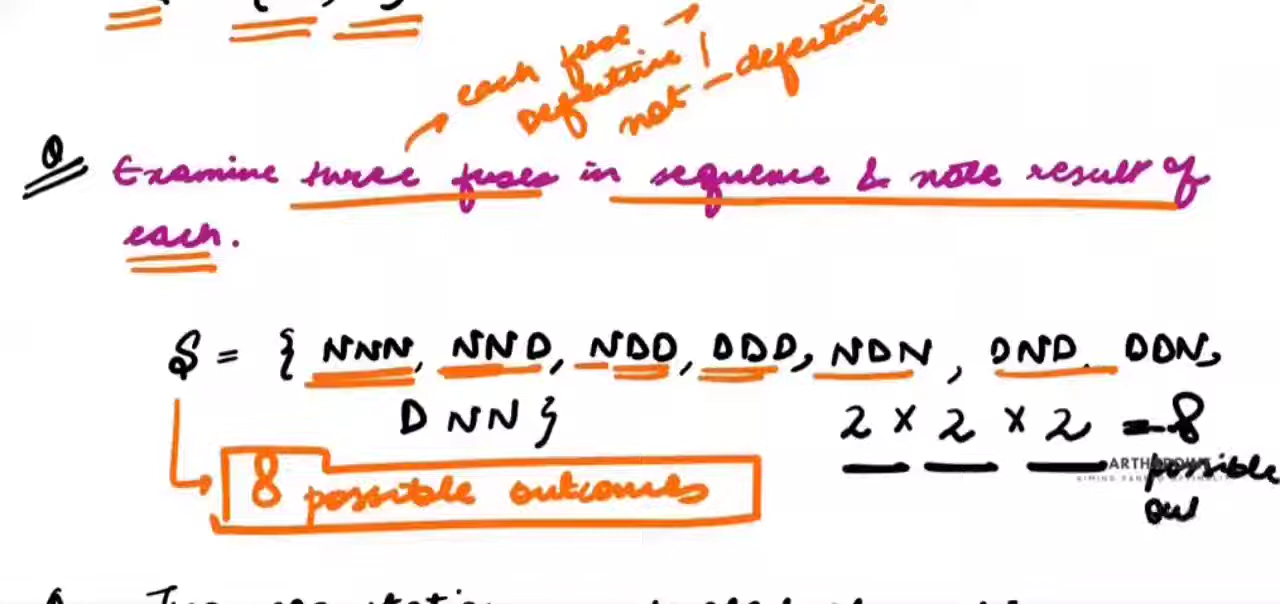 each fuse
defective /
not - defective
Q Examine three fuses in sequence & note result of
each.
S = { NNN, NND, NDD, DDD, NDN, DND, DDN,
DNN }
2 × 2 × 2 = 8
possible
out
8 possible outcomes